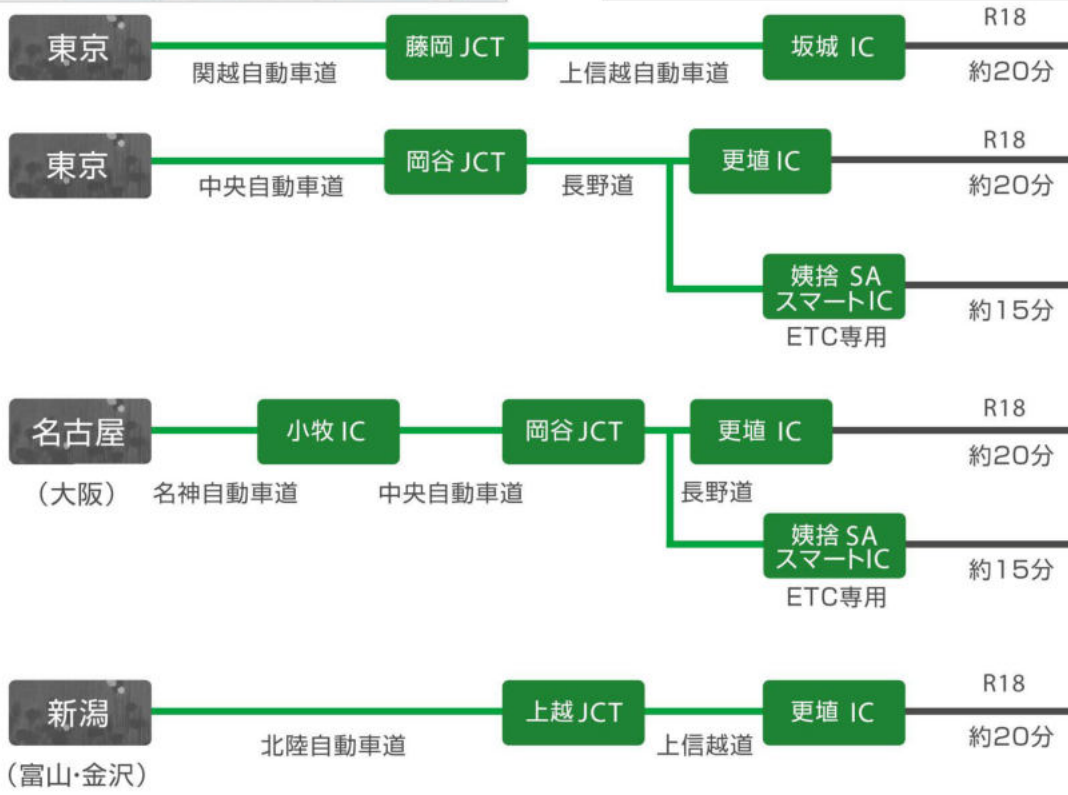 R18
東京
藤岡 JCT
坂城 IC
関越自動車道
上信越自動車道
約20分
R18
東京
岡谷 JCT
更埴 IC
中央自動車道
長野道
約20分
姨捨 SA
スマートIC
ETC専用
約15分
R18
名古屋
小牧 IC
岡谷 JCT
更埴 IC
(大阪)
名神自動車道
中央自動車道
長野道
約20分
姨捨 SA
スマートIC
ETC専用
約15分
R18
新潟
上越 JCT
更埴 IC
北陸自動車道
上信越道
約20分
(富山・金沢)